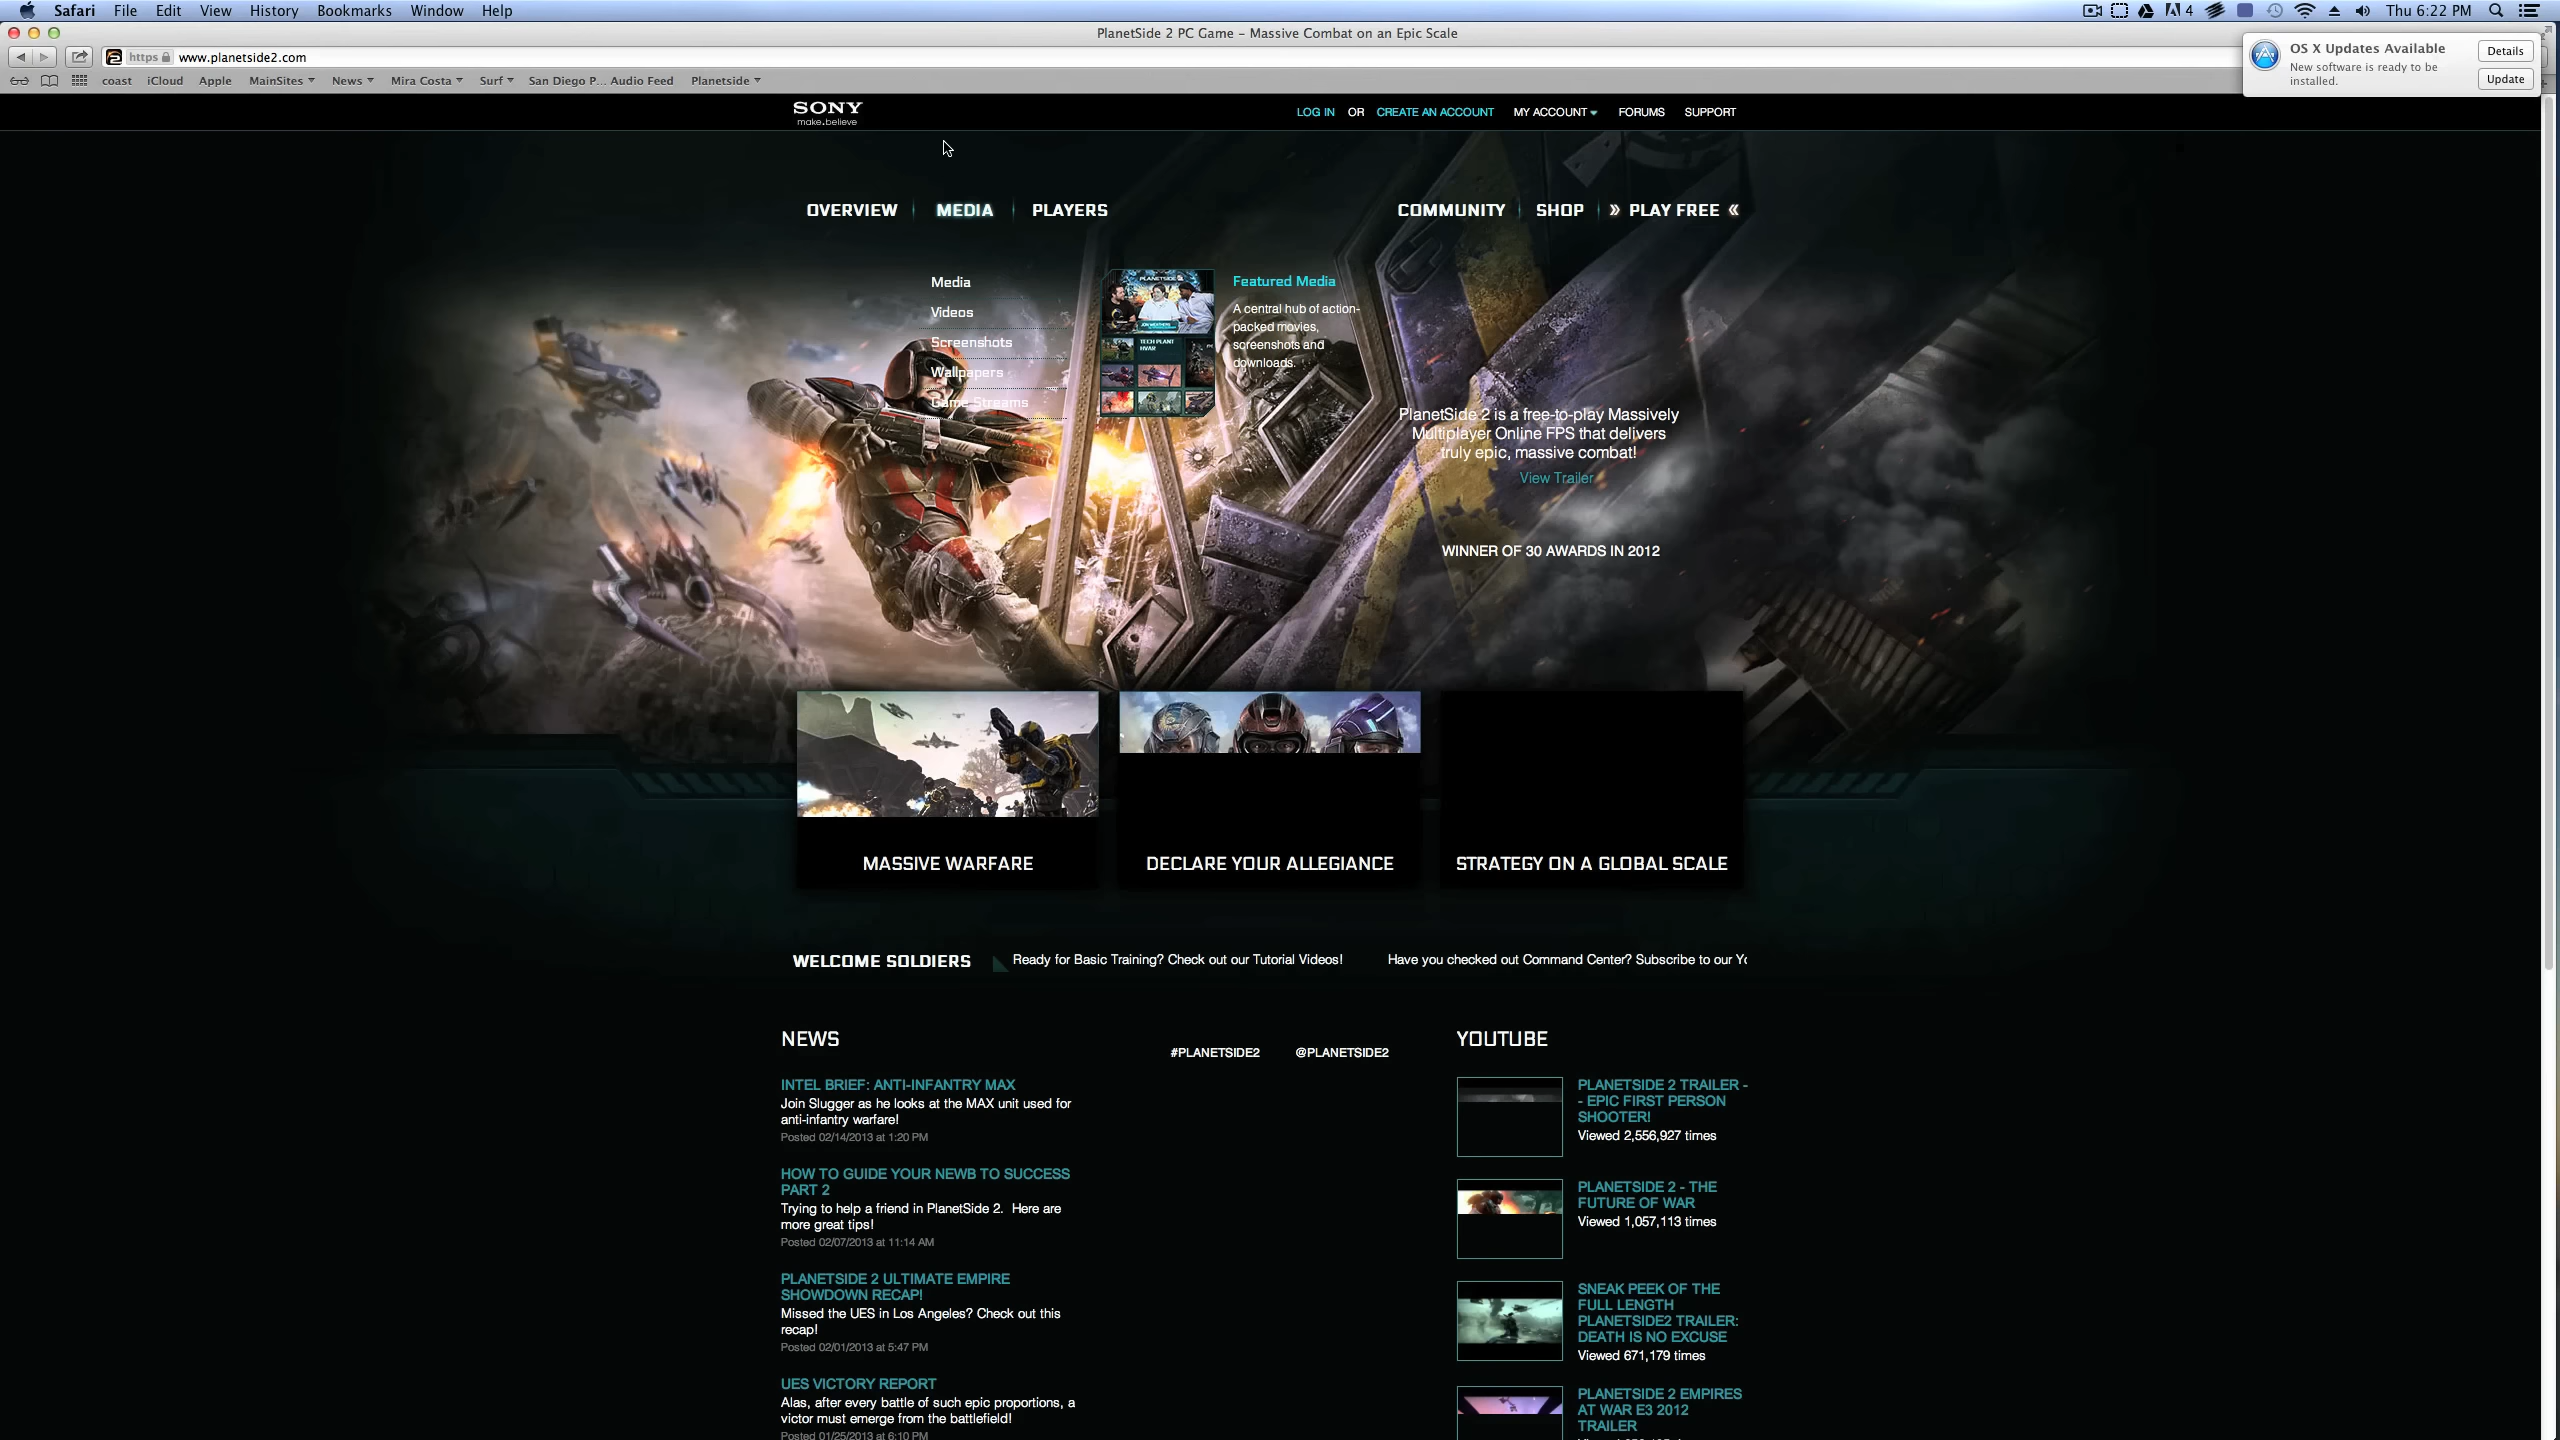 Safari File Edit View History Bookmarks Window Help
4 Thu 6:22 PM
PlanetSide 2 PC Game – Massive Combat on an Epic Scale
https www.planetside2.com
coast iCloud Apple MainSites News Mira Costa Surf San Diego P... Audio Feed Planetside
OS X Updates Available
New software is ready to be
installed.
Details
Update
SONY
make.believe
LOG IN OR CREATE AN ACCOUNT MY ACCOUNT FORUMS SUPPORT
OVERVIEW MEDIA PLAYERS COMMUNITY SHOP » PLAY FREE «
Media
Videos
Screenshots
Wallpapers
Game Streams
PLANETSIDE 2
TECH PLANT
HVAR
Featured Media
A central hub of action-
packed movies,
screenshots and
downloads.
PlanetSide 2 is a free-to-play Massively
Multiplayer Online FPS that delivers
truly epic, massive combat!
View Trailer
WINNER OF 30 AWARDS IN 2012
MASSIVE WARFARE
DECLARE YOUR ALLEGIANCE
STRATEGY ON A GLOBAL SCALE
WELCOME SOLDIERS Ready for Basic Training? Check out our Tutorial Videos! Have you checked out Command Center? Subscribe to our Yo
NEWS
INTEL BRIEF: ANTI-INFANTRY MAX
Join Slugger as he looks at the MAX unit used for
anti-infantry warfare!
Posted 02/14/2013 at 1:20 PM
HOW TO GUIDE YOUR NEWB TO SUCCESS
PART 2
Trying to help a friend in PlanetSide 2. Here are
more great tips!
Posted 02/07/2013 at 11:14 AM
PLANETSIDE 2 ULTIMATE EMPIRE
SHOWDOWN RECAP!
Missed the UES in Los Angeles? Check out this
recap!
Posted 02/01/2013 at 5:47 PM
UES VICTORY REPORT
Alas, after every battle of such epic proportions, a
victor must emerge from the battlefield!
Posted 01/25/2013 at 6:10 PM
#PLANETSIDE2 @PLANETSIDE2
YOUTUBE
PLANETSIDE 2 TRAILER -
- EPIC FIRST PERSON
SHOOTER!
Viewed 2,556,927 times
PLANETSIDE 2 - THE
FUTURE OF WAR
Viewed 1,057,113 times
SNEAK PEEK OF THE
FULL LENGTH
PLANETSIDE2 TRAILER:
DEATH IS NO EXCUSE
Viewed 671,179 times
PLANETSIDE 2 EMPIRES
AT WAR E3 2012
TRAILER